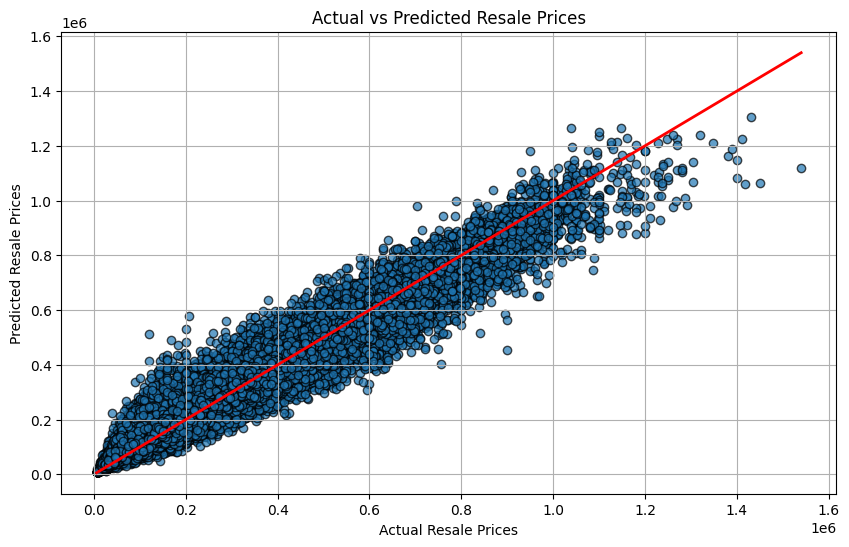 Actual vs Predicted Resale Prices
1e6
1.6
1.4
1.2
1.0
0.8
0.6
0.4
0.2
0.0
Predicted Resale Prices
0.0 0.2 0.4 0.6 0.8 1.0 1.2 1.4 1.6
1e6
Actual Resale Prices